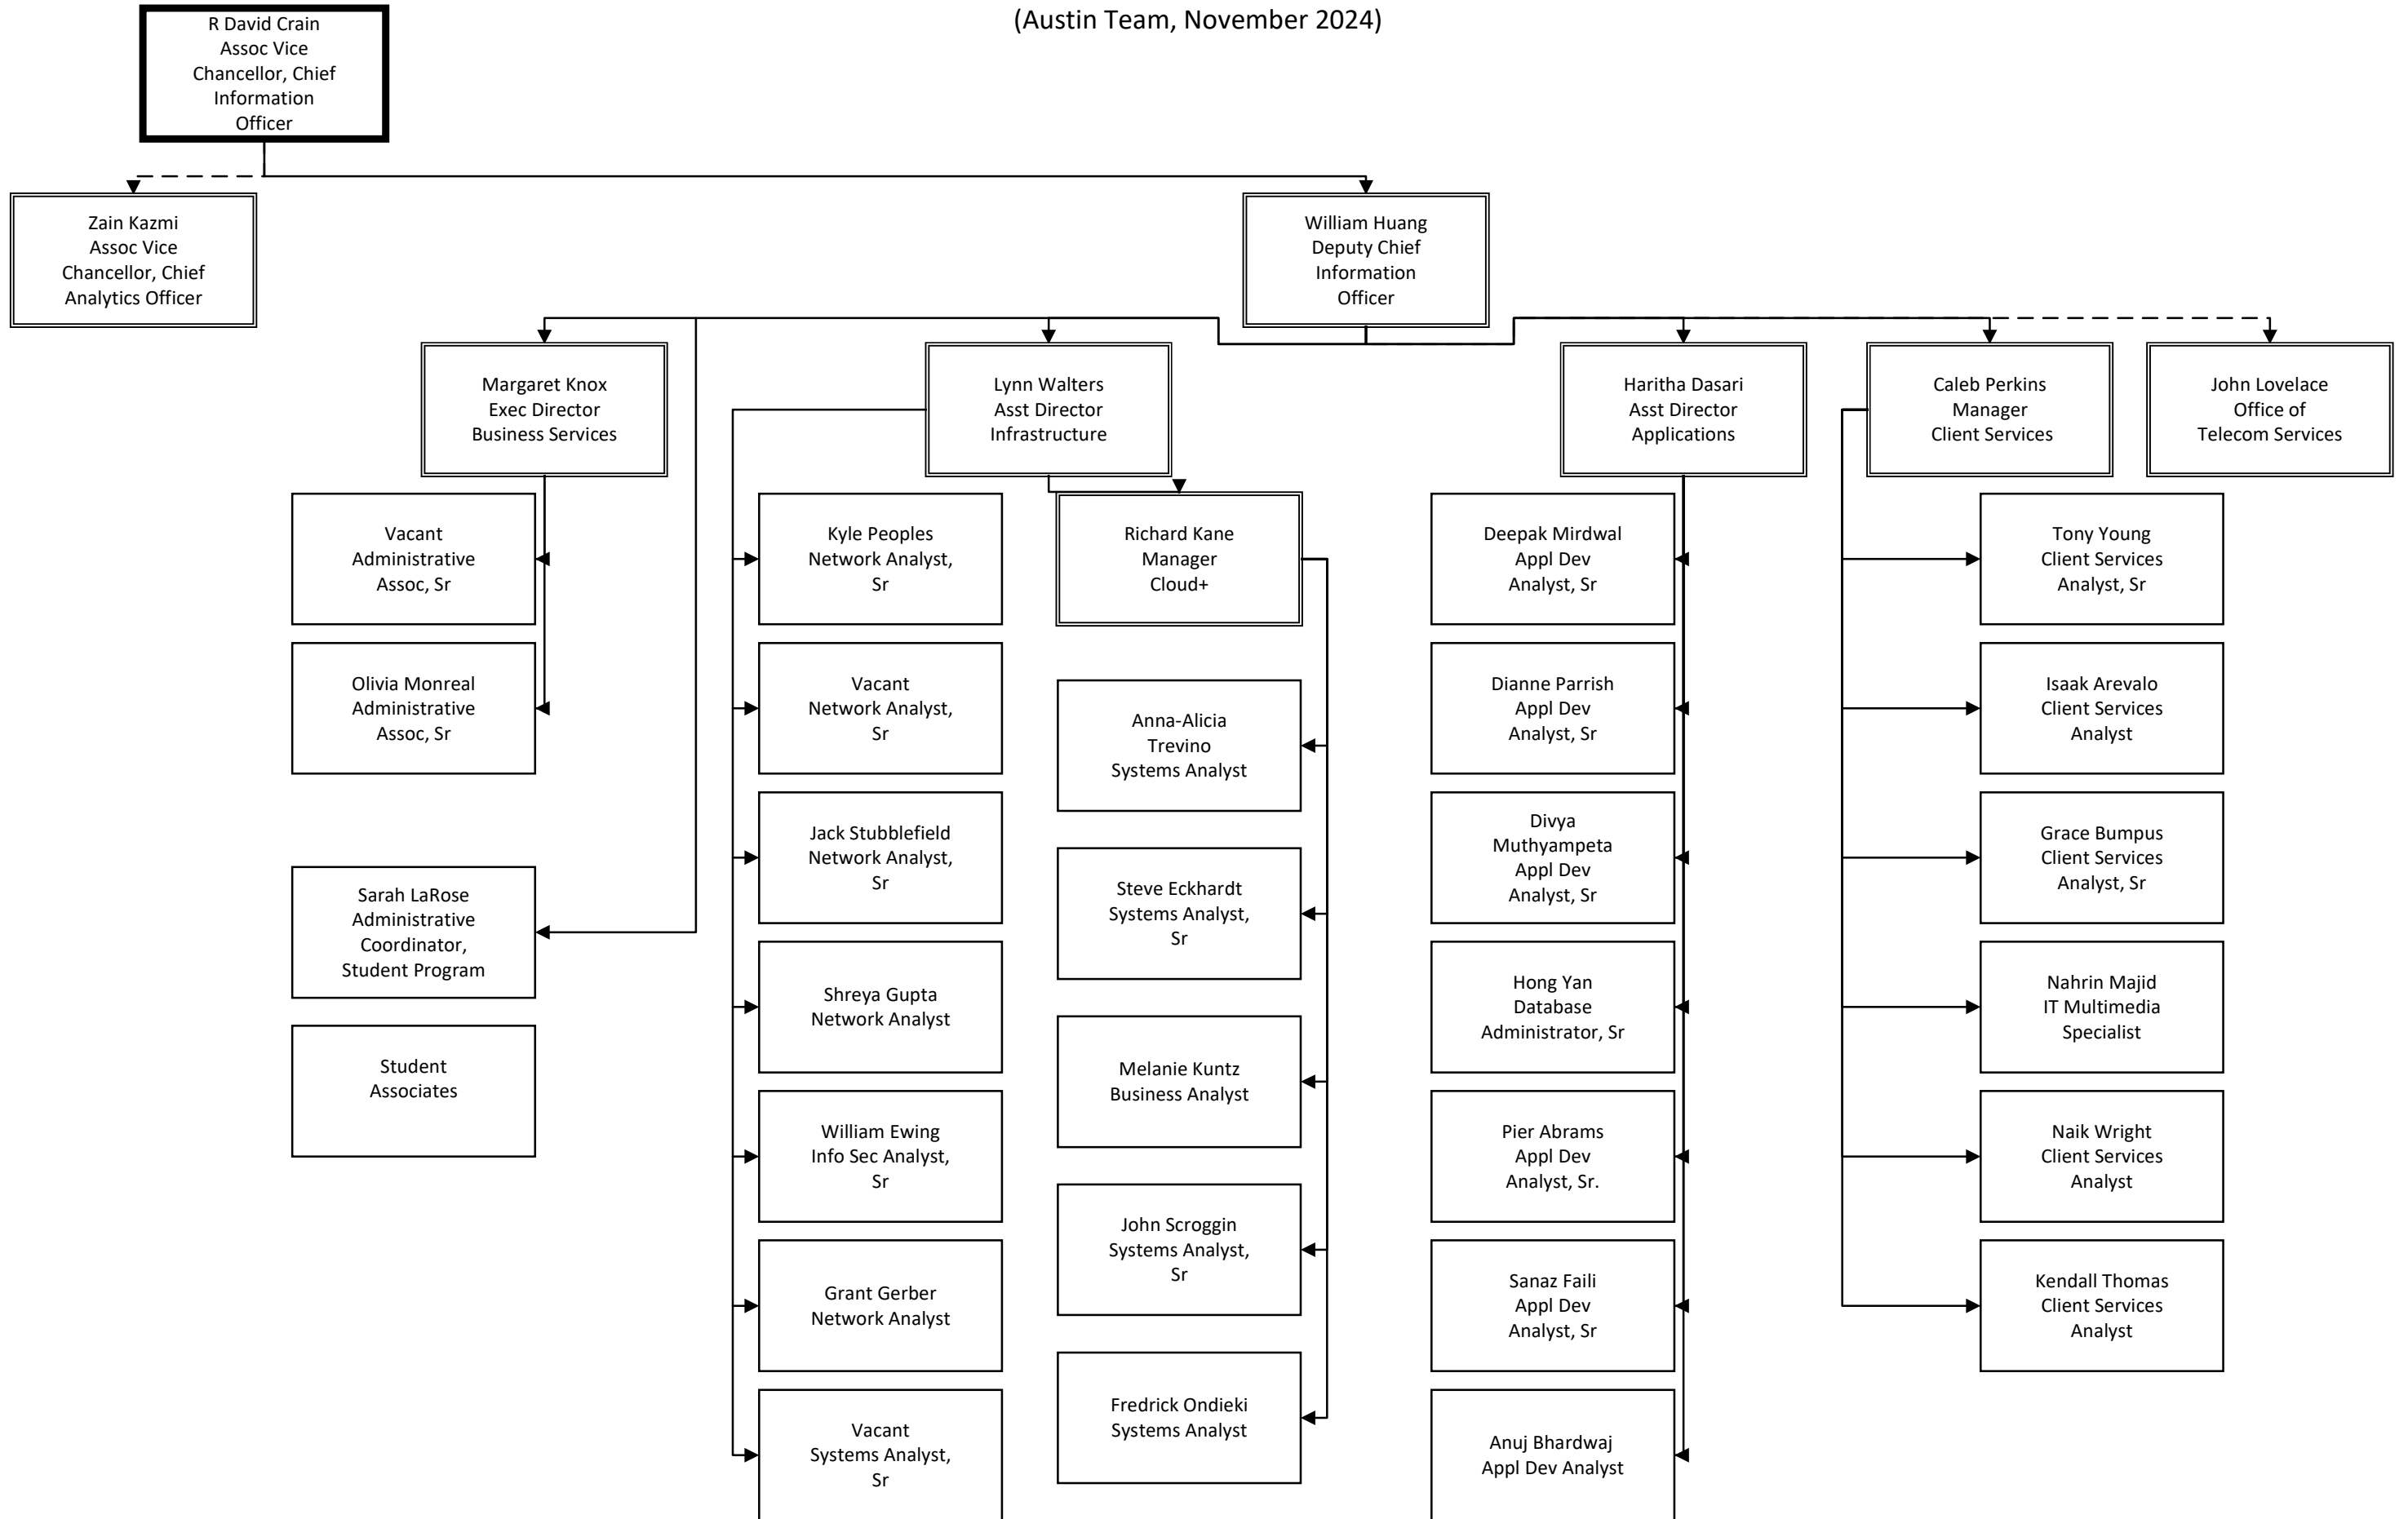 (Austin Team, November 2024)
R David Crain
Assoc Vice
Chancellor, Chief
Information
Officer
Zain Kazmi
Assoc Vice
Chancellor, Chief
Analytics Officer
William Huang
Deputy Chief
Information
Officer
Margaret Knox
Exec Director
Business Services
Lynn Walters
Asst Director
Infrastructure
Haritha Dasari
Asst Director
Applications
Caleb Perkins
Manager
Client Services
John Lovelace
Office of
Telecom Services
Vacant
Administrative
Assoc, Sr
Olivia Monreal
Administrative
Assoc, Sr
Sarah LaRose
Administrative
Coordinator,
Student Program
Student
Associates
Kyle Peoples
Network Analyst,
Sr
Vacant
Network Analyst,
Sr
Jack Stubblefield
Network Analyst,
Sr
Shreya Gupta
Network Analyst
William Ewing
Info Sec Analyst,
Sr
Grant Gerber
Network Analyst
Vacant
Systems Analyst,
Sr
Richard Kane
Manager
Cloud+
Anna-Alicia
Trevino
Systems Analyst
Steve Eckhardt
Systems Analyst,
Sr
Melanie Kuntz
Business Analyst
John Scroggin
Systems Analyst,
Sr
Fredrick Ondieki
Systems Analyst
Deepak Mirdwal
Appl Dev
Analyst, Sr
Dianne Parrish
Appl Dev
Analyst, Sr
Divya
Muthyampeta
Appl Dev
Analyst, Sr
Hong Yan
Database
Administrator, Sr
Pier Abrams
Appl Dev
Analyst, Sr.
Sanaz Faili
Appl Dev
Analyst, Sr
Anuj Bhardwaj
Appl Dev Analyst
Tony Young
Client Services
Analyst, Sr
Isaak Arevalo
Client Services
Analyst
Grace Bumpus
Client Services
Analyst, Sr
Nahrin Majid
IT Multimedia
Specialist
Naik Wright
Client Services
Analyst
Kendall Thomas
Client Services
Analyst